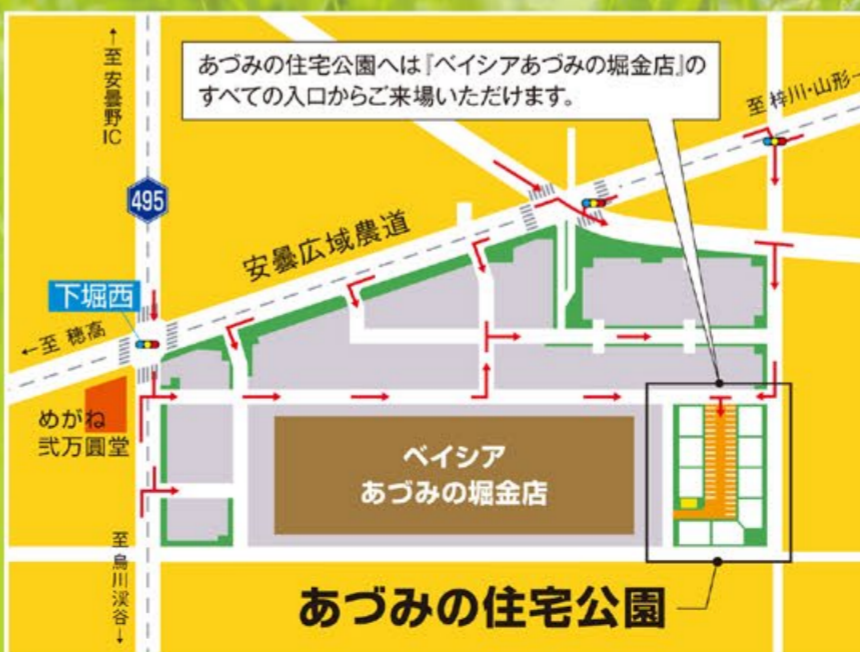 あづみの住宅公園へは『ベイシアあづみの堀金店』の
すべての入口からご来場いただけます。
↑至 安曇野IC
495
至 梓川・山形→
安曇広域農道
下堀西
←至 穂高
めがね
弐万圓堂
ベイシア
あづみの堀金店
至 烏川渓谷↓
あづみの住宅公園